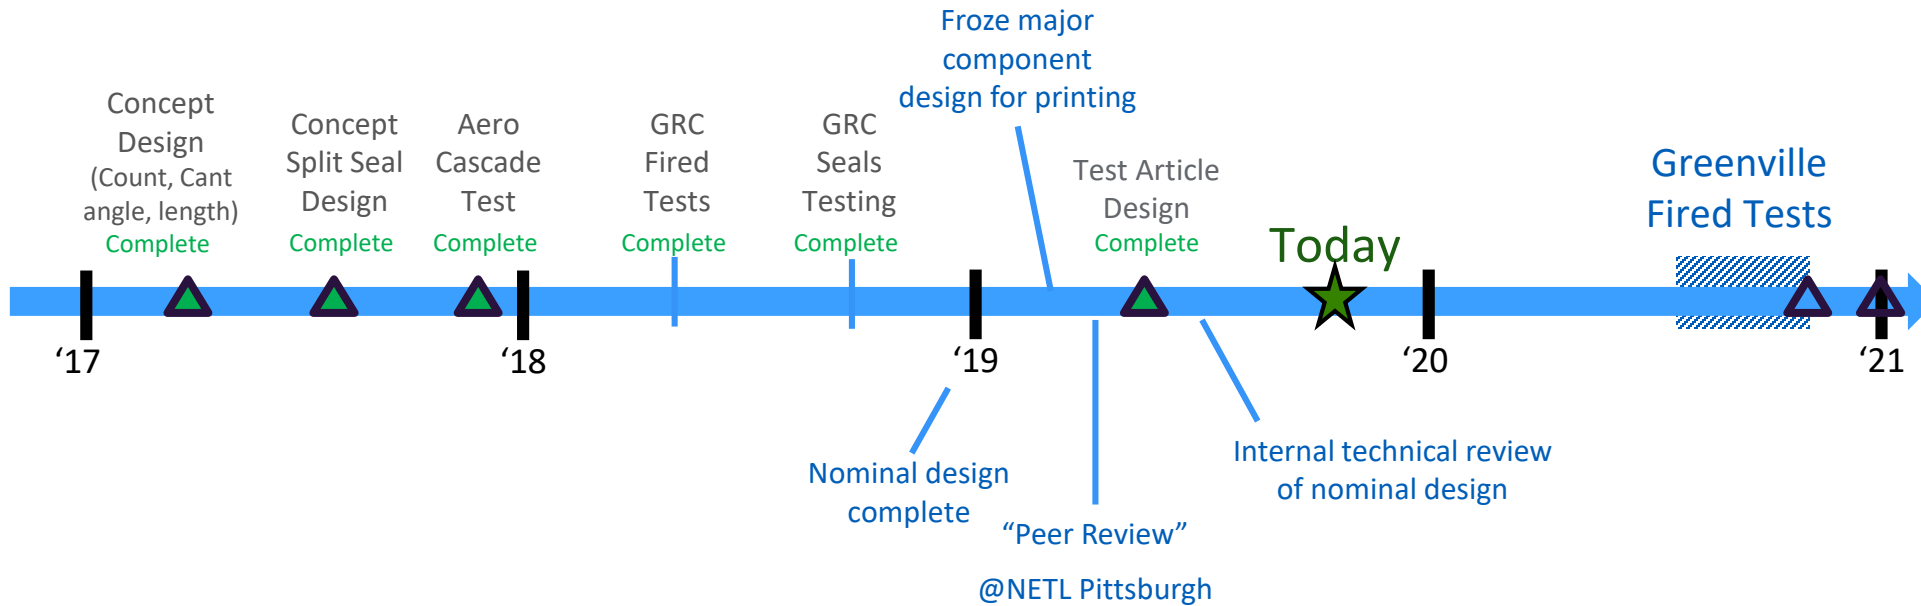 Froze major
component
design for printing
Concept
Design
(Count, Cant
angle, length)
Complete
Concept
Split Seal
Design
Complete
Aero
Cascade
Test
Complete
GRC
Fired
Tests
Complete
GRC
Seals
Testing
Complete
Test Article
Design
Complete
Today
Greenville
Fired Tests
‘17
‘18
‘19
‘20
‘21
Nominal design
complete
“Peer Review”
@NETL Pittsburgh
Internal technical review
of nominal design